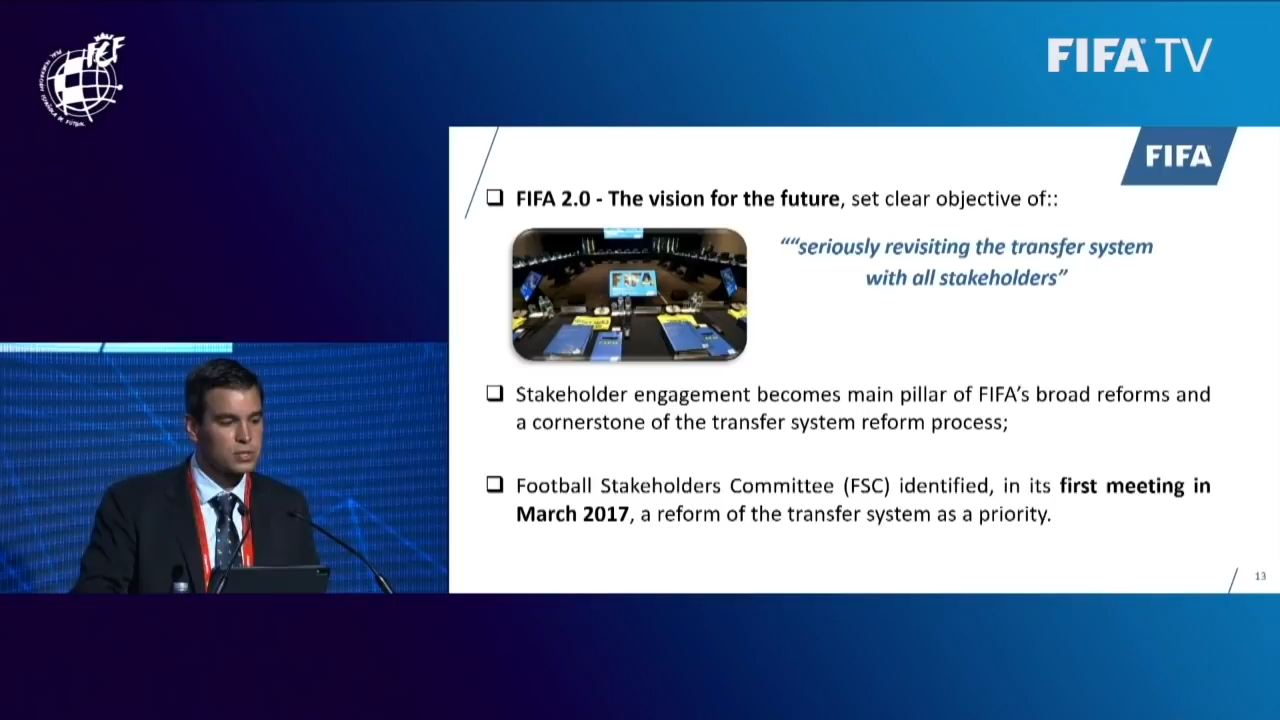 FIFA TV
FIFA
FIFA 2.0 - The vision for the future, set clear objective of::
““seriously revisiting the transfer system
with all stakeholders”
Stakeholder engagement becomes main pillar of FIFA’s broad reforms and
a cornerstone of the transfer system reform process;
Football Stakeholders Committee (FSC) identified, in its first meeting in
March 2017, a reform of the transfer system as a priority.
13